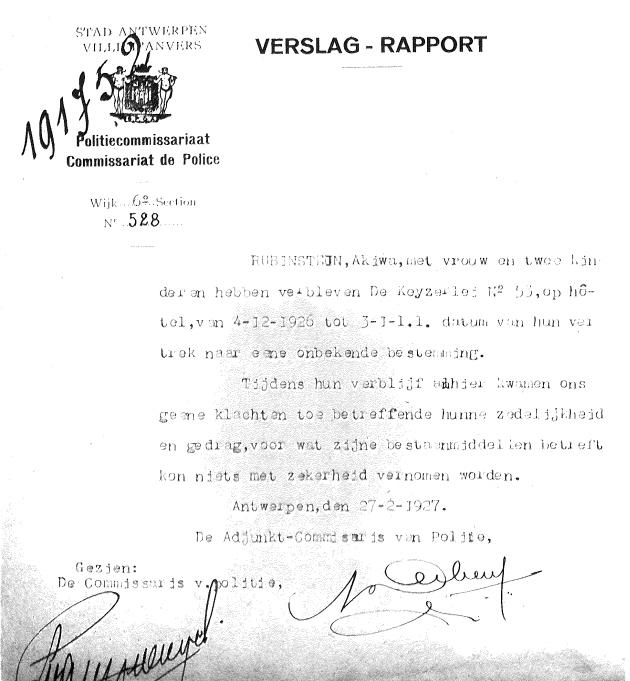 STAD ANTWERPEN
VILLE D'ANVERS
VERSLAG - RAPPORT
191752
Politiecommissariaat
Commissariat de Police
Wijk 6e Section
Nr 528
RUBINSTEIN, Akiwa, met vrouw en twee kin-
deren hebben verbleven De Keyzerlei N° 55, op hô-
tel, van 4-12-1926 tot 3-1-1.1. datum van hun ver
trek naar eene onbekende bestemming.
Tijdens hun verblijf alhier kwamen ons
geene klachten toe betreffende hunne zedelijkheid
en gedrag, voor wat zijne bestaanmiddelen betreft
kon niets met zekerheid vernomen worden.
Antwerpen, den 27-2-1927.
De Adjunkt-Commissaris van Politie,
Gezien:
De Commissaris v.politie,